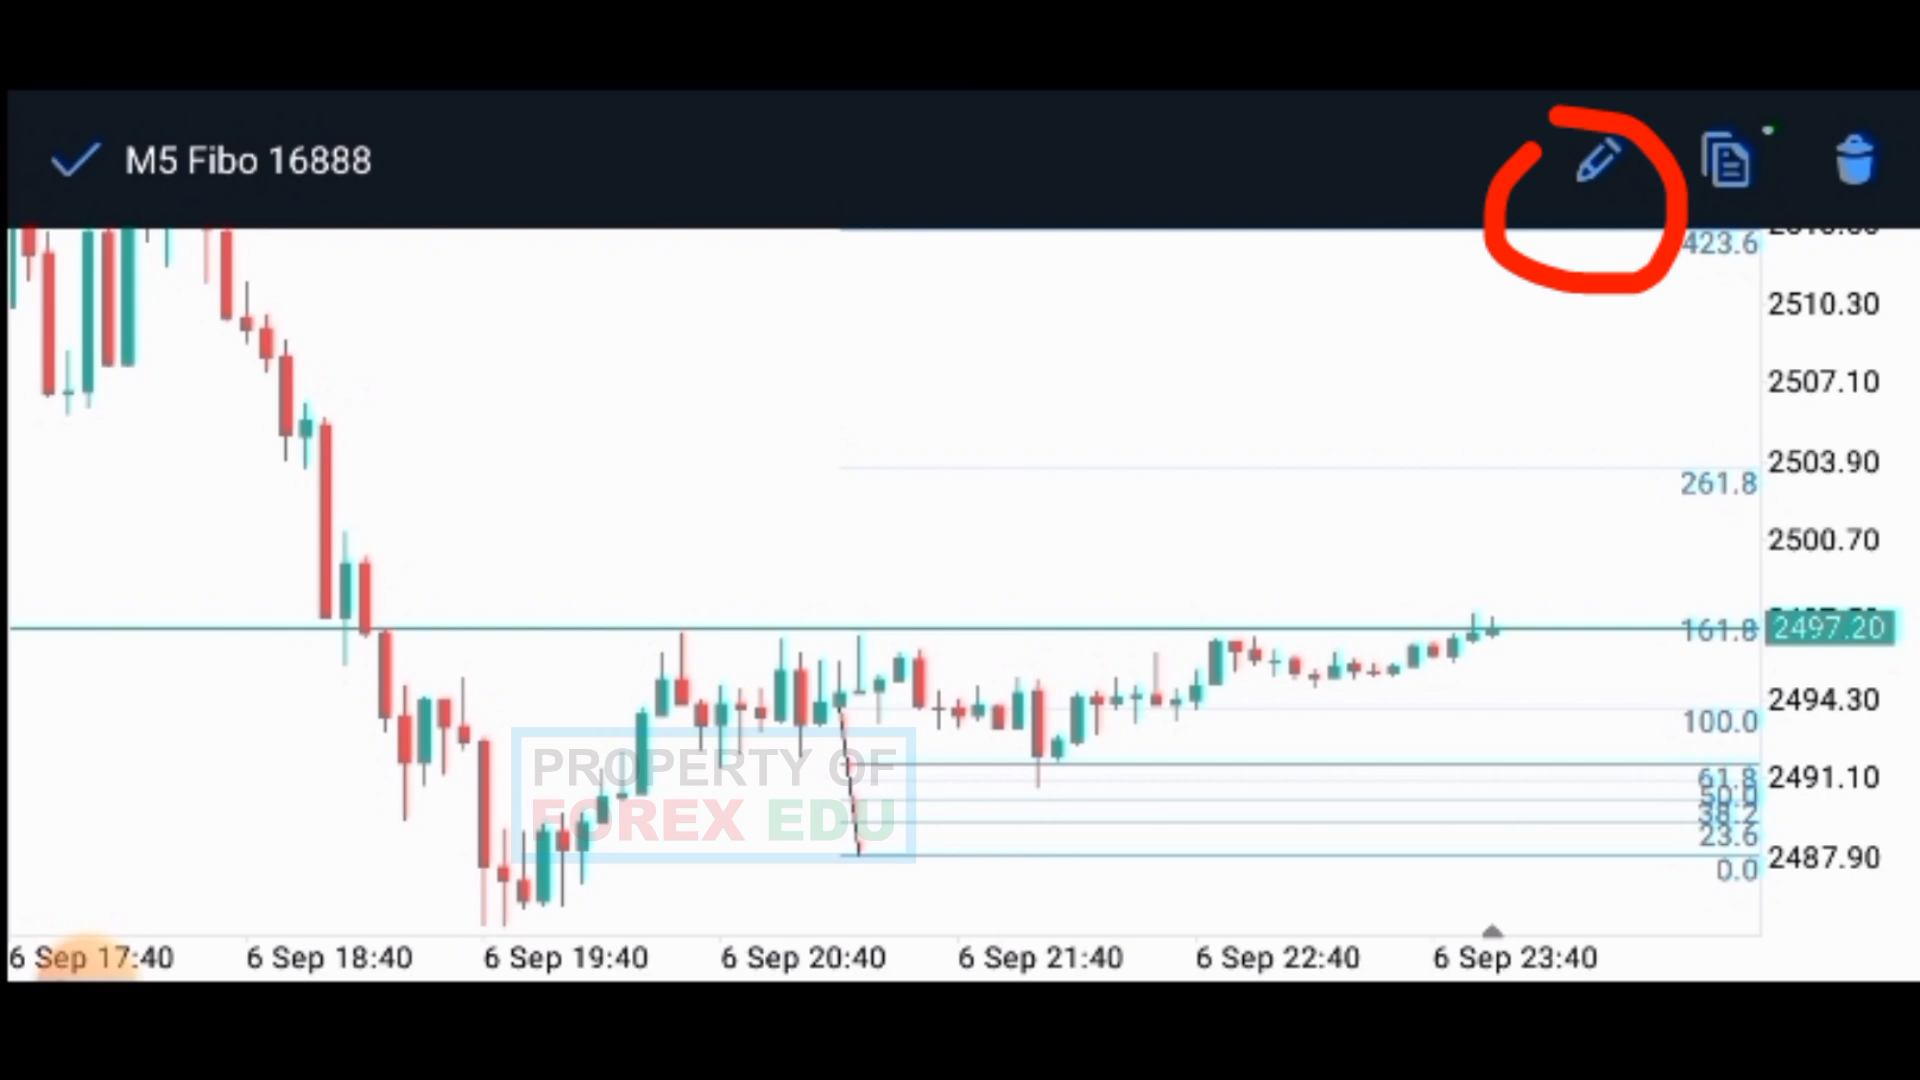 M5 Fibo 16888
423.6
2510.30
2507.10
2503.90
261.8
2500.70
161.8
2497.20
2494.30
100.0
PROPERTY OF
FOREX EDU
61.8
2491.10
50.0
38.2
23.6
2487.90
0.0
6 Sep 17:40
6 Sep 18:40
6 Sep 19:40
6 Sep 20:40
6 Sep 21:40
6 Sep 22:40
6 Sep 23:40